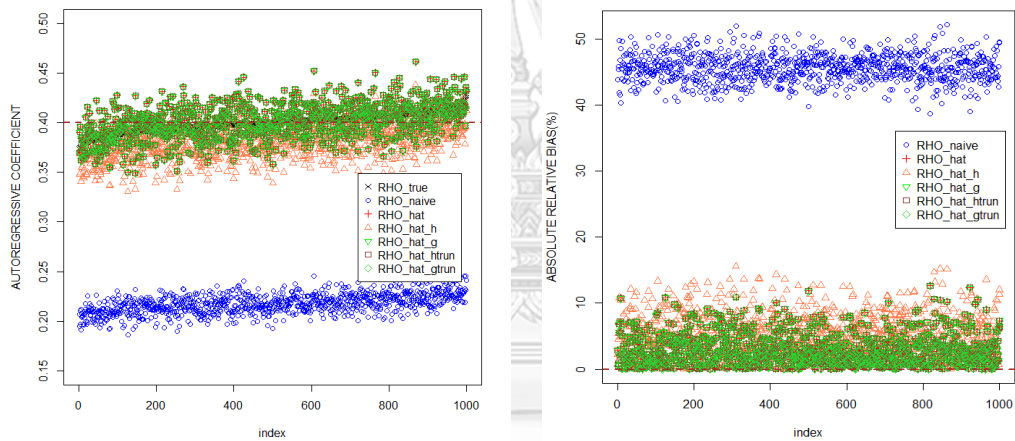 AUTOREGRESSIVE COEFFICIENT
0.50
0.45
0.40
0.35
0.30
0.25
0.20
0.15
RHO_true
RHO_naive
RHO_hat
RHO_hat_h
RHO_hat_g
RHO_hat_htrun
RHO_hat_gtrun
0 200 400 600 800 1000
index
ABSOLUTE RELATIVE BIAS(%)
50
40
30
20
10
0
RHO_naive
RHO_hat
RHO_hat_h
RHO_hat_g
RHO_hat_htrun
RHO_hat_gtrun
0 200 400 600 800 1000
index